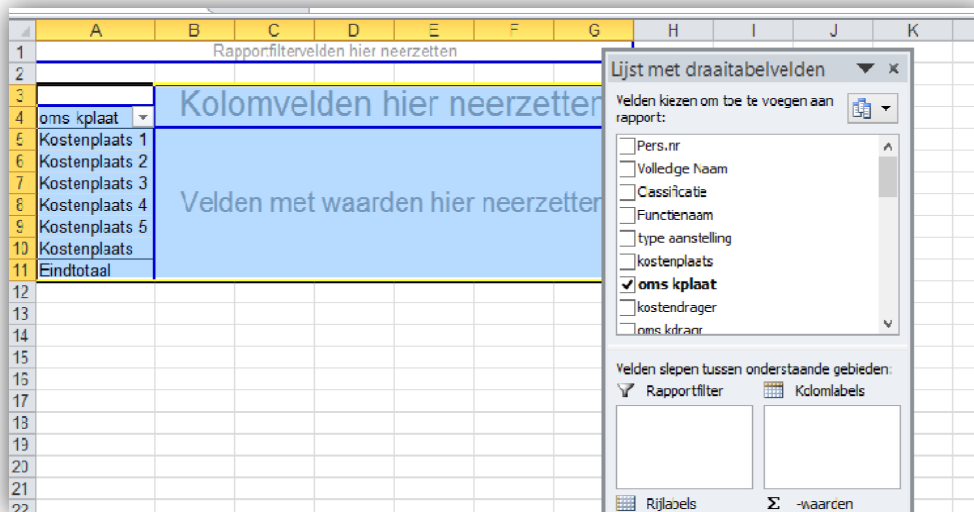 A B C D E F G H I J K
1 Rapportfiltervelden hier neerzetten
2
3 Kolomvelden hier neerzetten
4 oms kplaat
5 Kostenplaats 1
6 Kostenplaats 2
7 Kostenplaats 3
8 Kostenplaats 4 Velden met waarden hier neerzetten
9 Kostenplaats 5
10 Kostenplaats
11 Eindtotaal
12
13
14
15
16
17
18
19
20
21
22
Lijst met draaitabelvelden
Velden kiezen om toe te voegen aan
rapport:
Pers.nr
Volledige Naam
Classificatie
Functienaam
type aanstelling
kostenplaats
oms kplaat
kostendrager
oms kdragr
Velden slepen tussen onderstaande gebieden:
Rapportfilter Kolomlabels
Rijlabels Σ -waarden